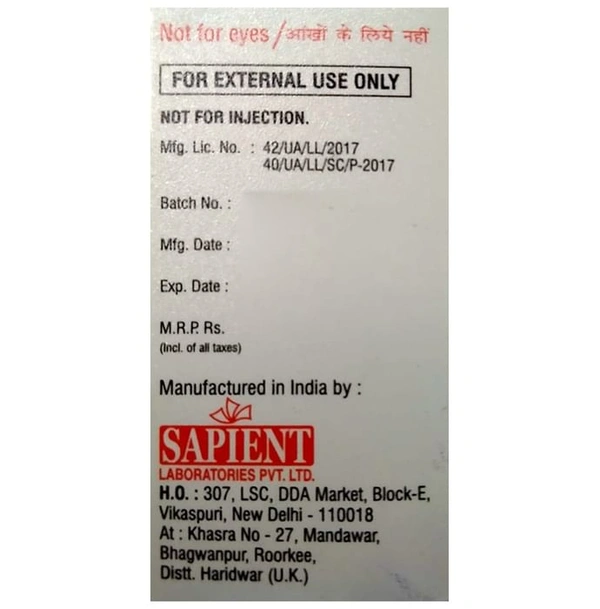 Not for eyes/आंखों के लिये नहीं
FOR EXTERNAL USE ONLY
NOT FOR INJECTION.
Mfg. Lic. No. : 42/UA/LL/2017
40/UA/LL/SC/P-2017
Batch No. :
Mfg. Date :
Exp. Date :
M.R.P. Rs.
(Incl. of all taxes)
Manufactured in India by :
SAPIENT
LABORATORIES PVT. LTD.
H.O. : 307, LSC, DDA Market, Block-E,
Vikaspuri, New Delhi - 110018
At : Khasra No - 27, Mandawar,
Bhagwanpur, Roorkee,
Distt. Haridwar (U.K.)